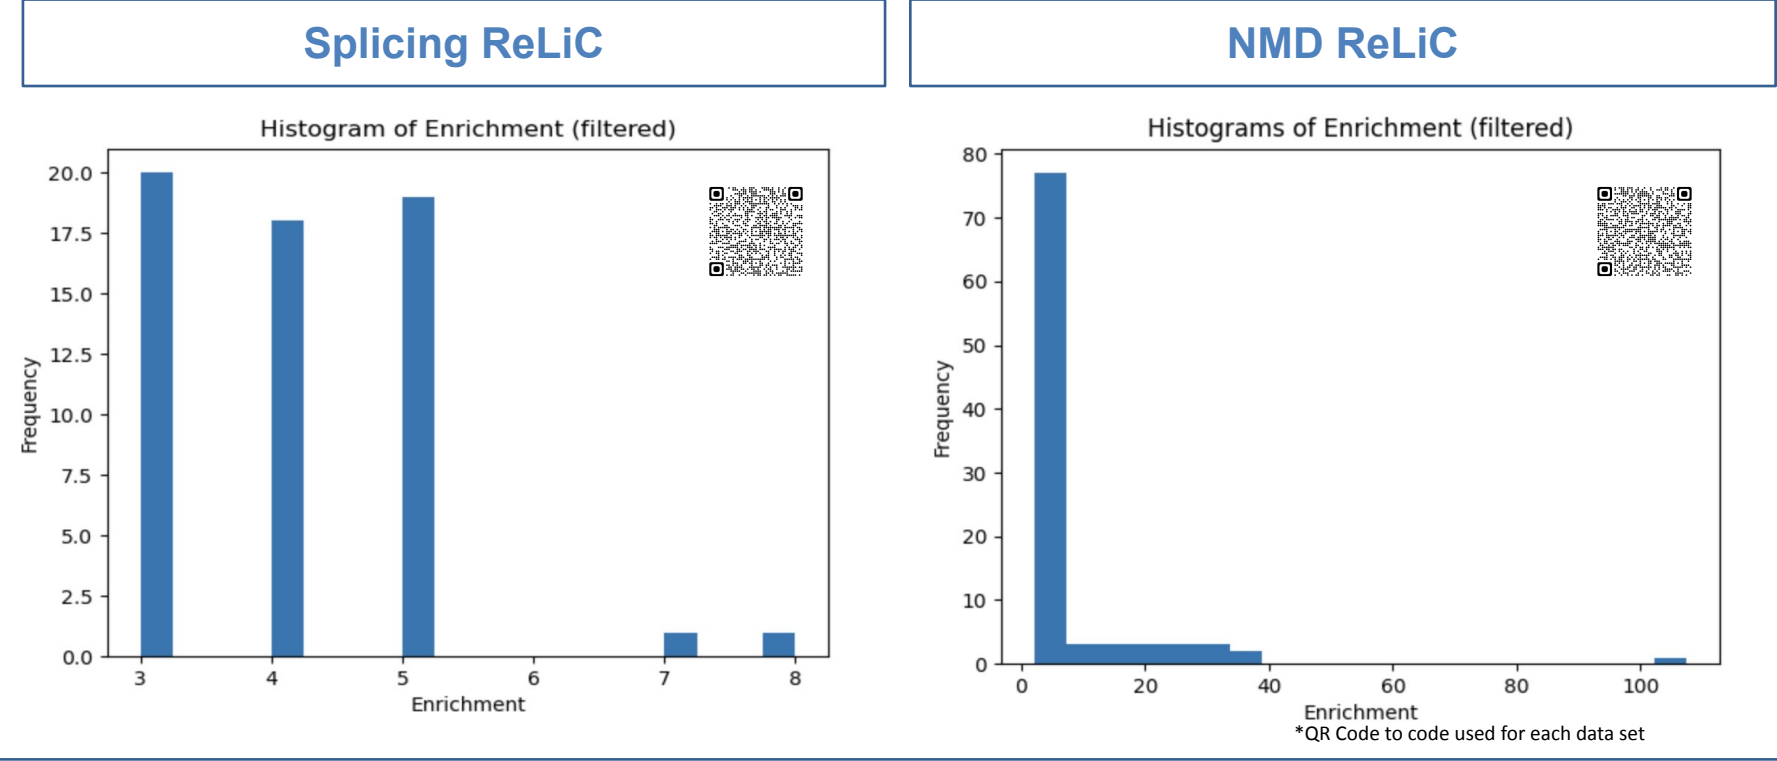 Splicing ReLiC
Histogram of Enrichment (filtered)
20.0
17.5
15.0
12.5
10.0
7.5
5.0
2.5
0.0
Frequency
3 4 5 6 7 8
Enrichment
NMD ReLiC
Histograms of Enrichment (filtered)
80
70
60
50
40
30
20
10
0
Frequency
0 20 40 60 80 100
Enrichment
*QR Code to code used for each data set